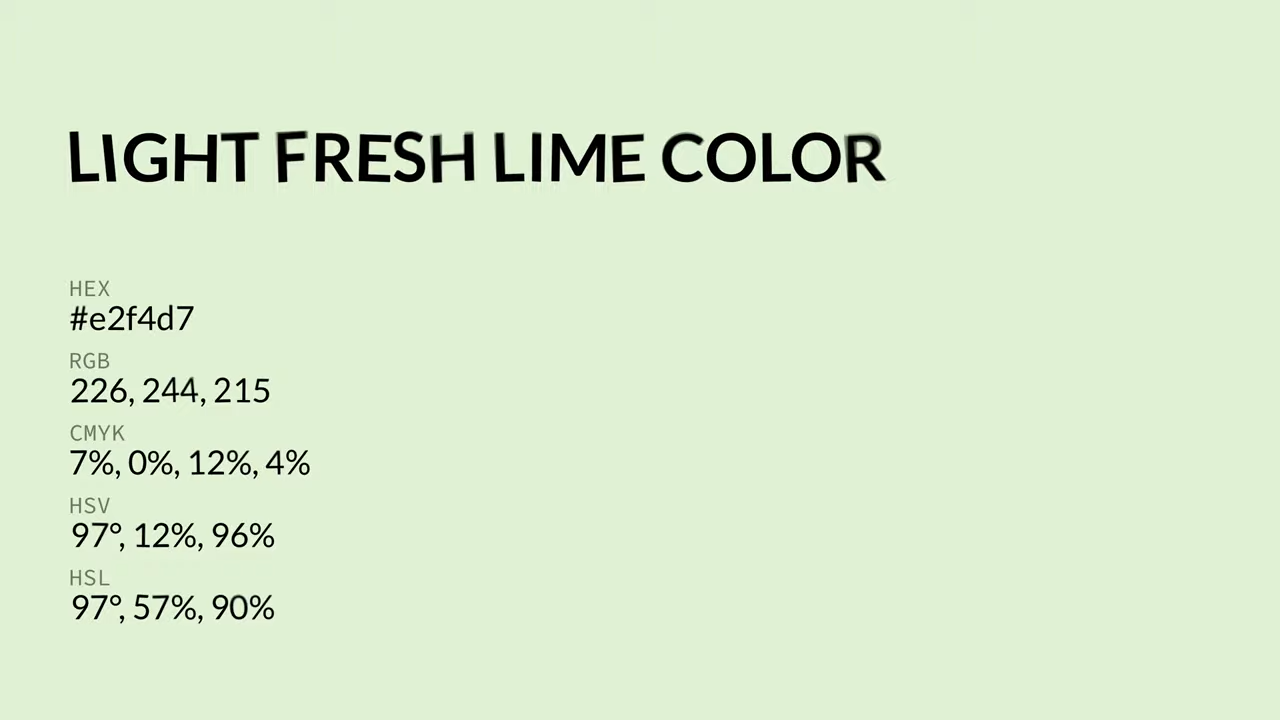 LIGHT FRESH LIME COLOR
HEX
#e2f4d7
RGB
226, 244, 215
CMYK
7%, 0%, 12%, 4%
HSV
97°, 12%, 96%
HSL
97°, 57%, 90%